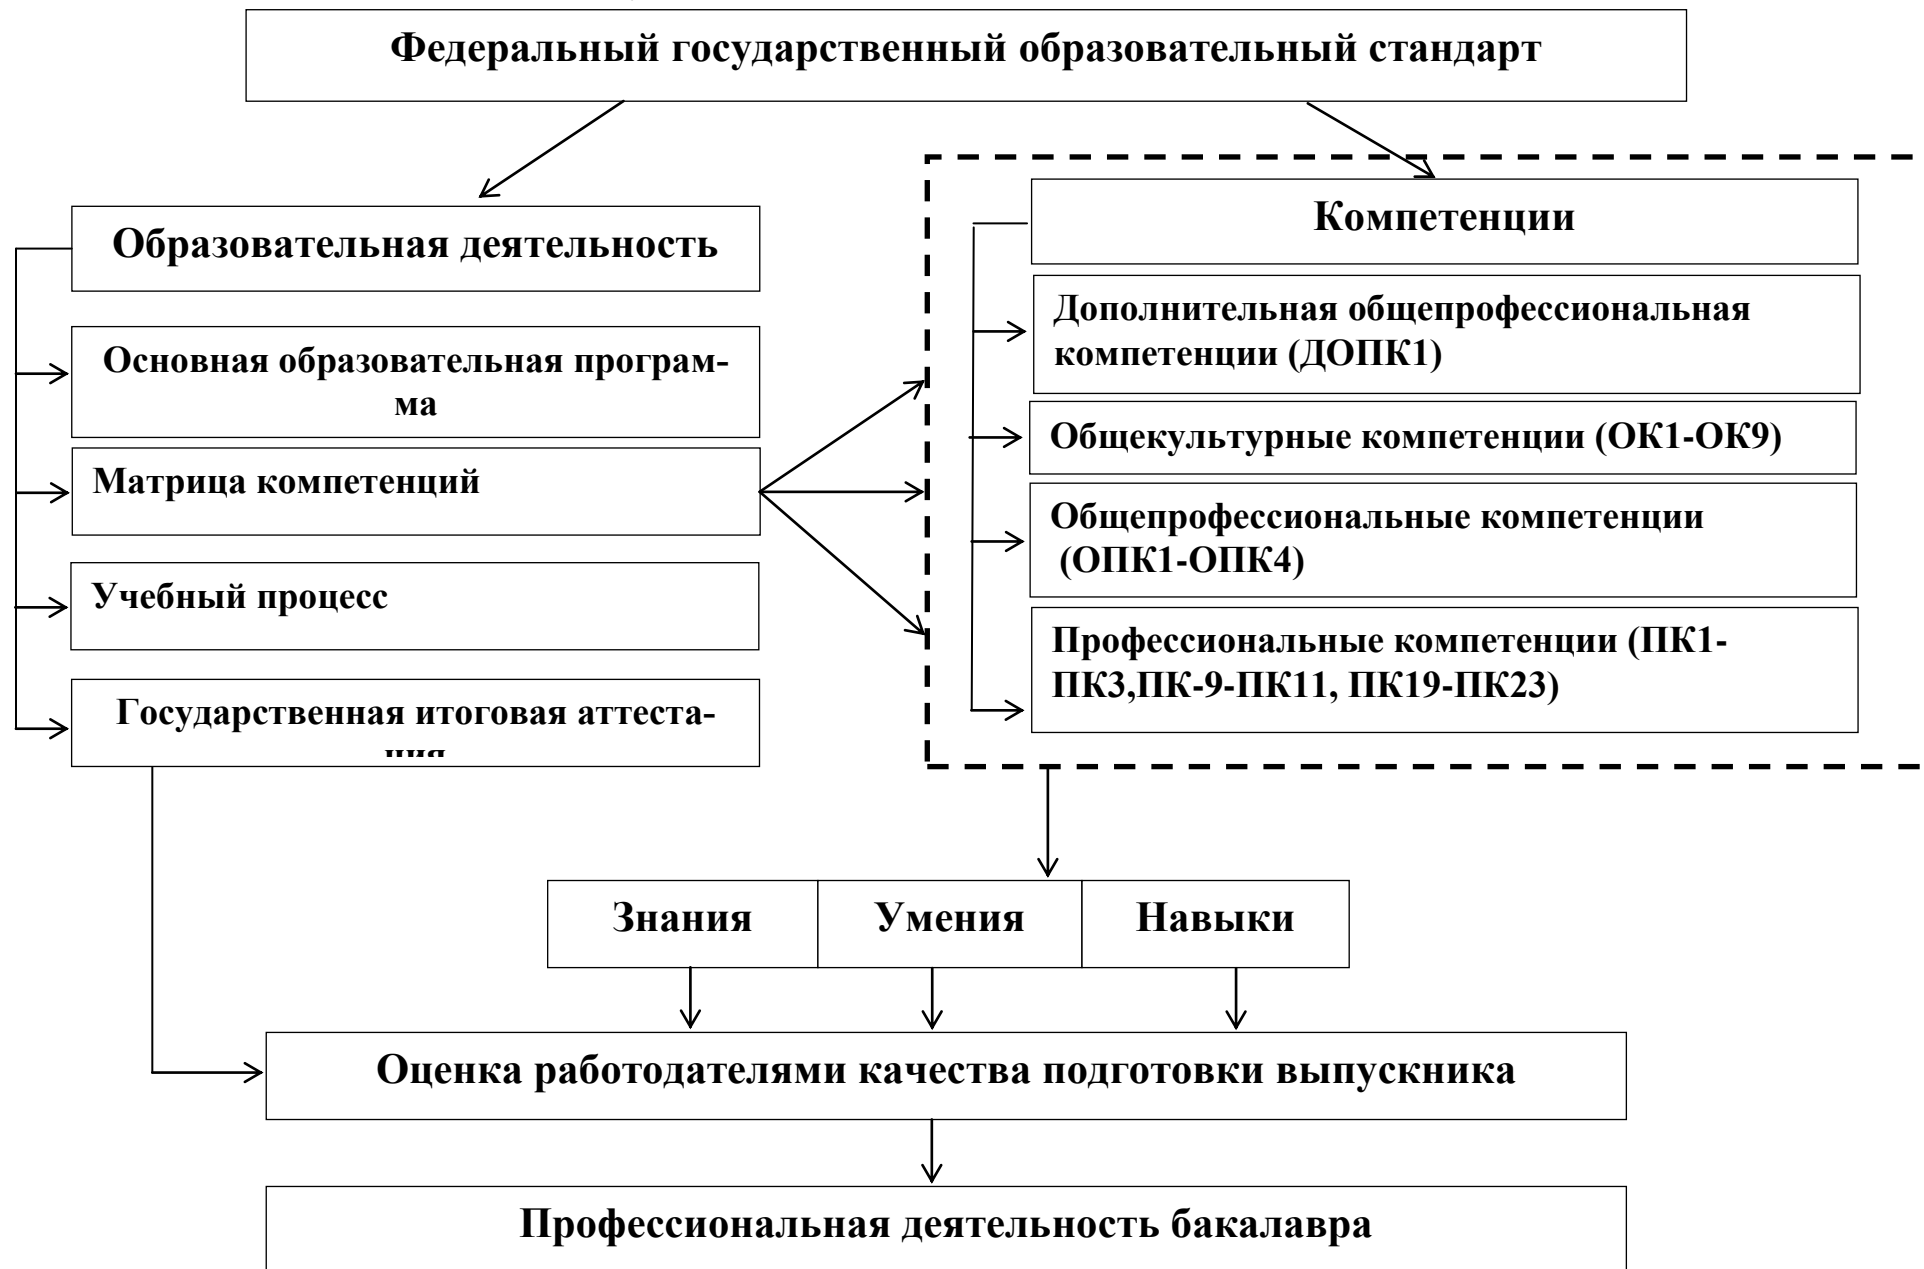 Федеральный государственный образовательный стандарт
Образовательная деятельность
Основная образовательная програм-
ма
Матрица компетенций
Учебный процесс
Государственная итоговая аттеста-
ция
Компетенции
Дополнительная общепрофессиональная
компетенции (ДОПК1)
Общекультурные компетенции (ОК1-ОК9)
Общепрофессиональные компетенции
(ОПК1-ОПК4)
Профессиональные компетенции (ПК1-
ПК3,ПК-9-ПК11, ПК19-ПК23)
Знания
Умения
Навыки
Оценка работодателями качества подготовки выпускника
Профессиональная деятельность бакалавра